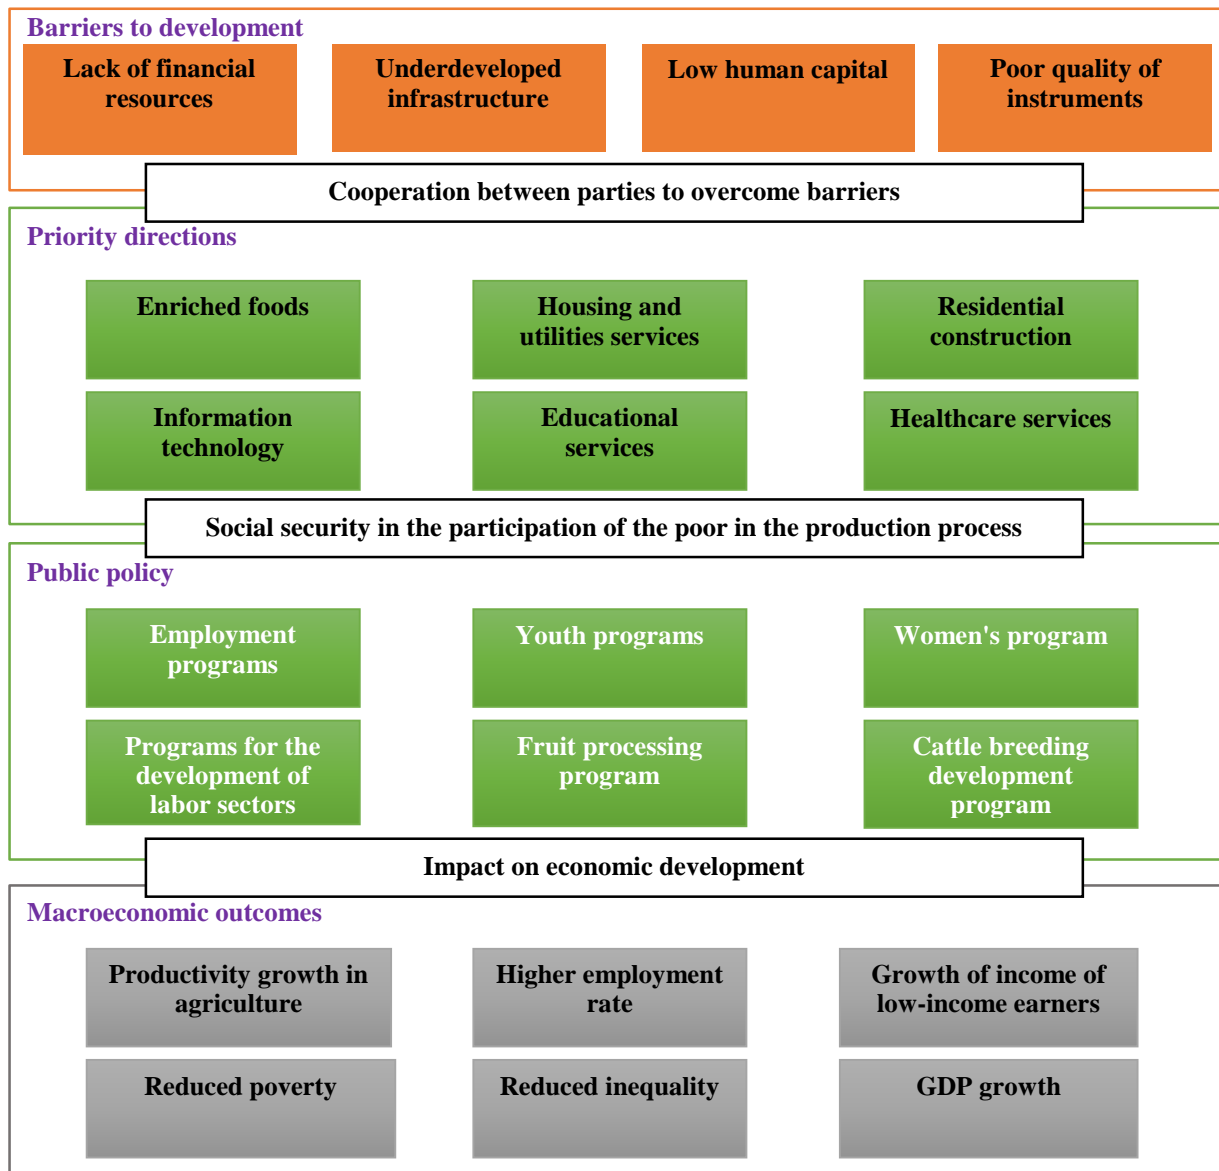 Barriers to development
Lack of financial
resources
Underdeveloped
infrastructure
Low human capital
Poor quality of
instruments
Cooperation between parties to overcome barriers
Priority directions
Enriched foods
Housing and
utilities services
Residential
construction
Information
technology
Educational
services
Healthcare services
Social security in the participation of the poor in the production process
Public policy
Employment
programs
Youth programs
Women's program
Programs for the
development of
labor sectors
Fruit processing
program
Cattle breeding
development
program
Impact on economic development
Macroeconomic outcomes
Productivity growth in
agriculture
Higher employment
rate
Growth of income of
low-income earners
Reduced poverty
Reduced inequality
GDP growth